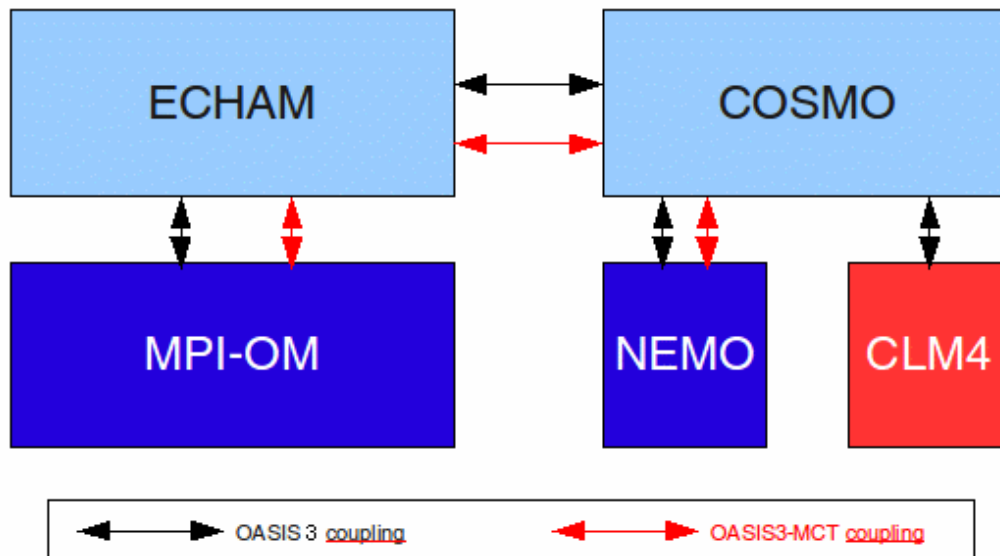 ECHAM
COSMO
MPI-OM
NEMO
CLM4
OASIS 3 coupling
OASIS3-MCT coupling